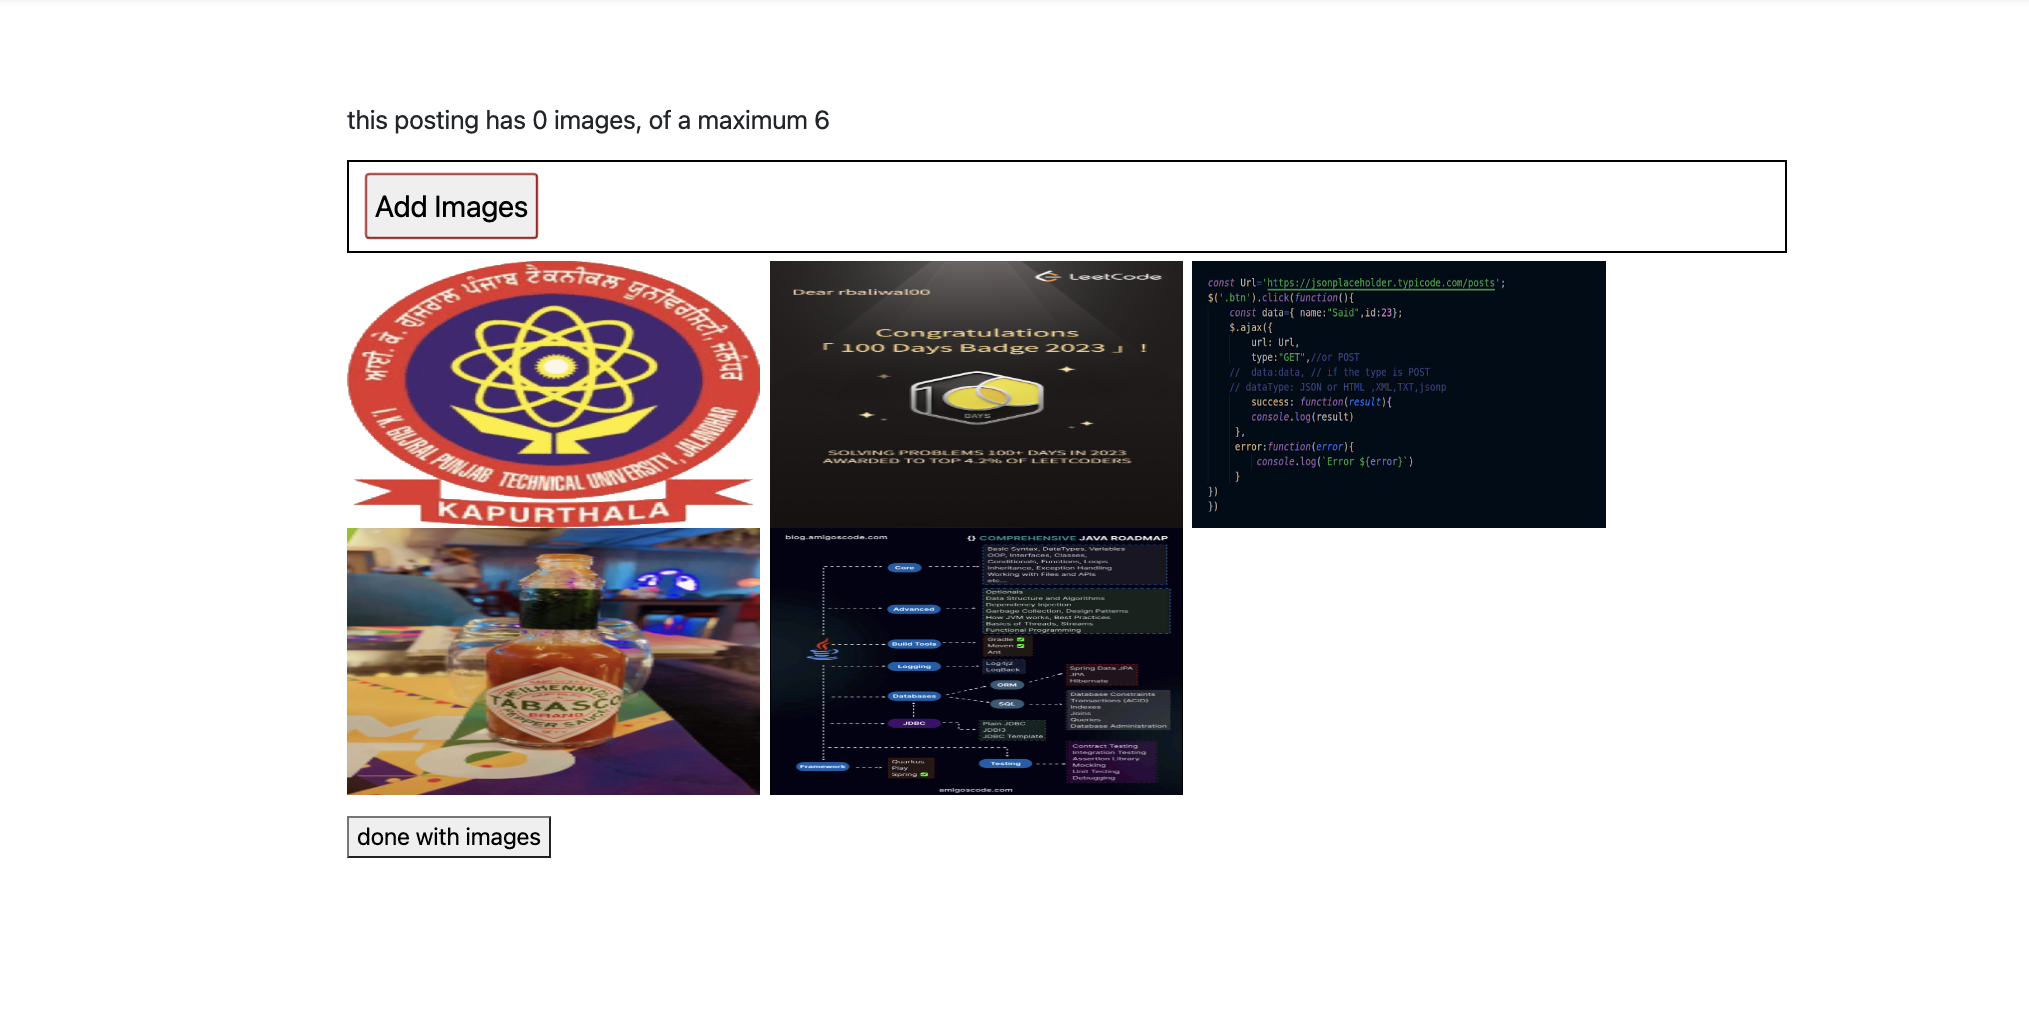 this posting has 0 images, of a maximum 6
Add Images
ਆਈ. ਕੇ. ਗੁਜਰਾਲ ਪੰਜਾਬ ਟੈਕਨੀਕਲ ਯੂਨੀਵਰਸਿਟੀ, ਜਲੰਧਰ
I. K. GUJRAL PUNJAB TECHNICAL UNIVERSITY, JALANDHAR
KAPURTHALA
LeetCode
Dear rbaliwal00
Congratulations
「 100 Days Badge 2023 」 !
DAYS
SOLVING PROBLEMS 100+ DAYS IN 2023
AWARDED TO TOP 4.2% OF LEETCODERS
const Url='https://jsonplaceholder.typicode.com/posts';
$('.btn').click(function(){
const data={ name:"Said",id:23};
$.ajax({
url: Url,
type:"GET",//or POST
// data:data, // if the type is POST
// dataType: JSON or HTML ,XML,TXT,jsonp
success: function(result){
console.log(result)
},
error:function(error){
console.log(`Error ${error}`)
}
})
})
McILHENNY CO.
TABASCO
BRAND
PEPPER SAUCE
blog.amigoscode.com
{} COMPREHENSIVE JAVA ROADMAP
Core
Basic Syntax, DataTypes, Variables
OOP, Interfaces, Classes,
Conditionals, Functions, Loops
Inheritance, Exception Handling
Working with Files and APIs
etc...
Advanced
Optionals
Data Structure and Algorithms
Dependency Injection
Garbage Collection, Design Patterns
How JVM works, Best Practices
Basics of Threads, Streams
Functional Programming
Build Tools
Gradle ✅
Maven ✅
Ant
Logging
Log4j2
LogBack
Databases
ORM
Spring Data JPA
JPA
Hibernate
SQL
Database Constraints
Transactions (ACID)
Indexes
Joins
Queries
Database Administration
JDBC
Plain JDBC
JDBI3
JDBC Template
Framework
Quarkus
Play
Spring ✅
Testing
Contract Testing
Integration Testing
Assertion Library
Mocking
Unit Testing
Debugging
amigoscode.com
done with images